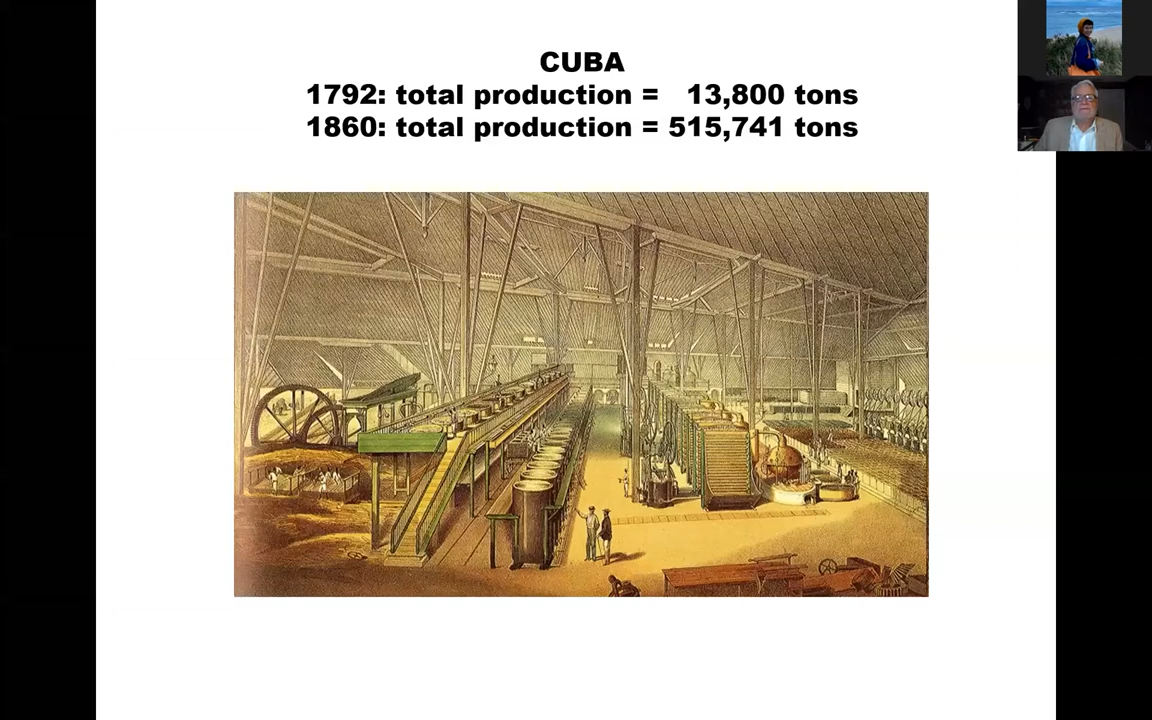 CUBA
1792: total production = 13,800 tons
1860: total production = 515,741 tons